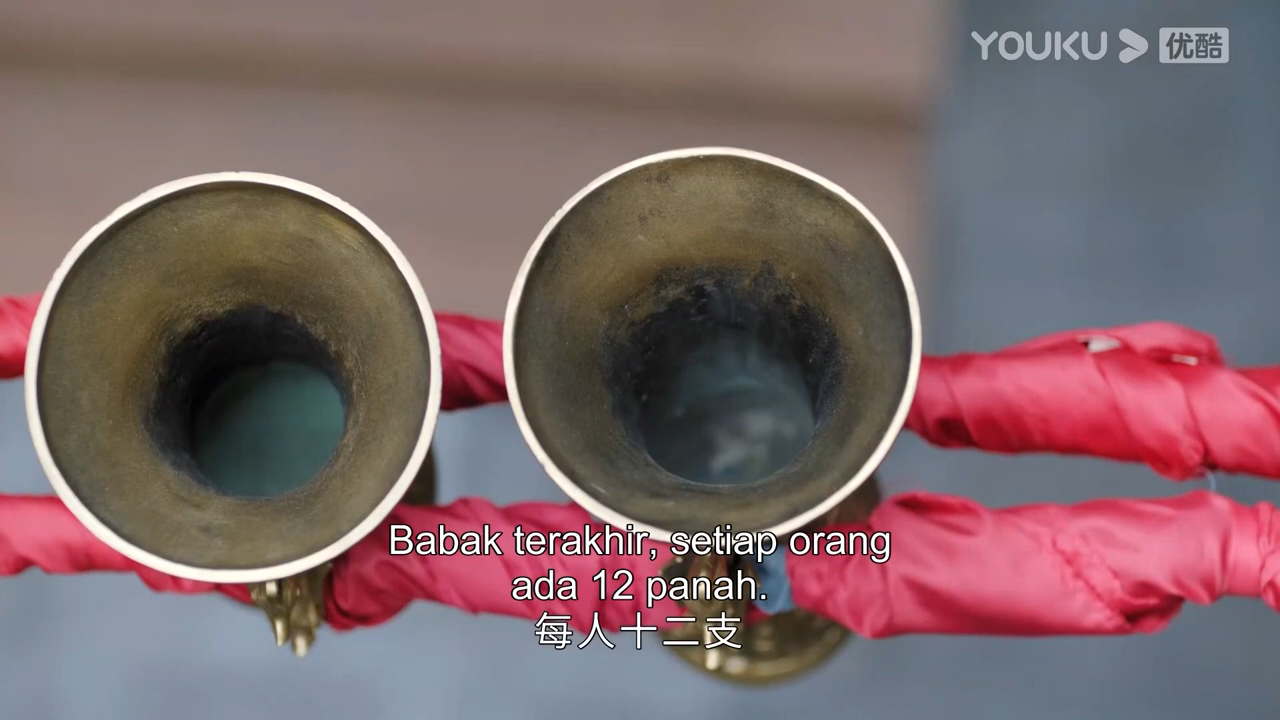 YOUKU 优酷
Babak terakhir, setiap orang
ada 12 panah.
每人十二支